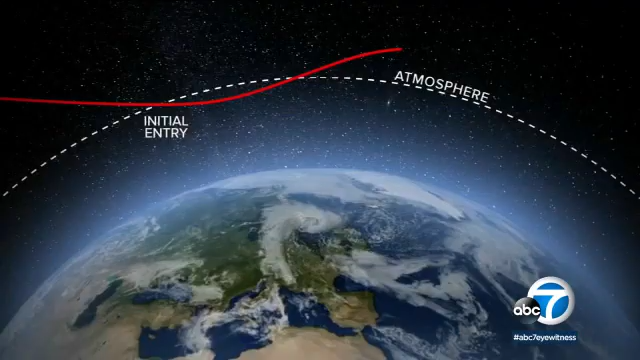 ATMOSPHERE
INITIAL
ENTRY
abc 7
#abc7eyewitness